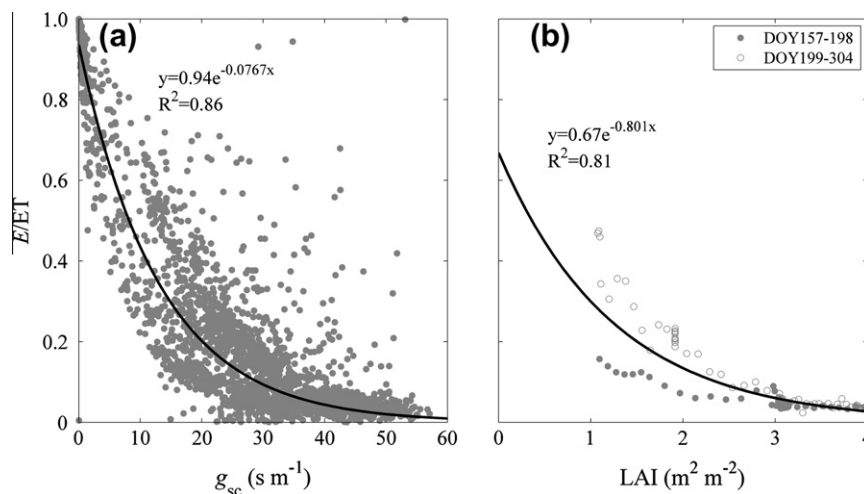 (a)
y=0.94e^-0.0767x
R²=0.86
E/ET
1.0
0.8
0.6
0.4
0.2
0
0 10 20 30 40 50 60
g_sc (s m⁻¹)
(b)
DOY157-198
DOY199-304
y=0.67e^-0.801x
R²=0.81
0 1 2 3 4
LAI (m² m⁻²)